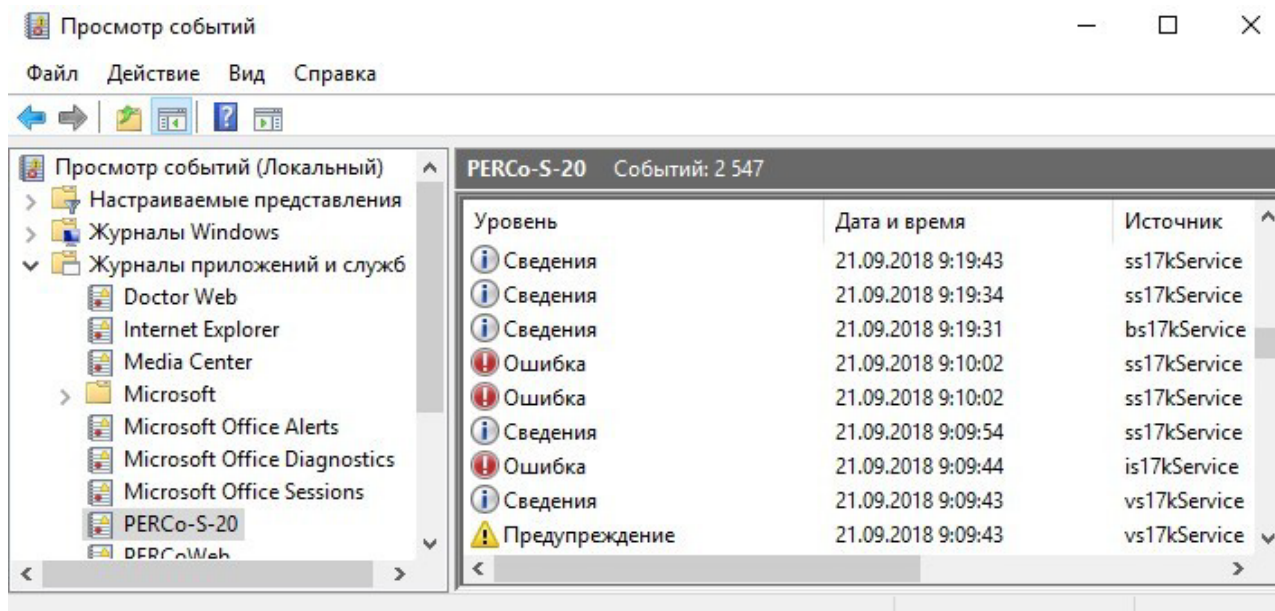 Просмотр событий
Файл Действие Вид Справка
Просмотр событий (Локальный)
Настраиваемые представления
Журналы Windows
Журналы приложений и служб
Doctor Web
Internet Explorer
Media Center
Microsoft
Microsoft Office Alerts
Microsoft Office Diagnostics
Microsoft Office Sessions
PERCo-S-20
PERCoWeb
PERCo-S-20 Событий: 2 547
Уровень Дата и время Источник
Сведения 21.09.2018 9:19:43 ss17kService
Сведения 21.09.2018 9:19:34 ss17kService
Сведения 21.09.2018 9:19:31 bs17kService
Ошибка 21.09.2018 9:10:02 ss17kService
Ошибка 21.09.2018 9:10:02 ss17kService
Сведения 21.09.2018 9:09:54 ss17kService
Ошибка 21.09.2018 9:09:44 is17kService
Сведения 21.09.2018 9:09:43 vs17kService
Предупреждение 21.09.2018 9:09:43 vs17kService